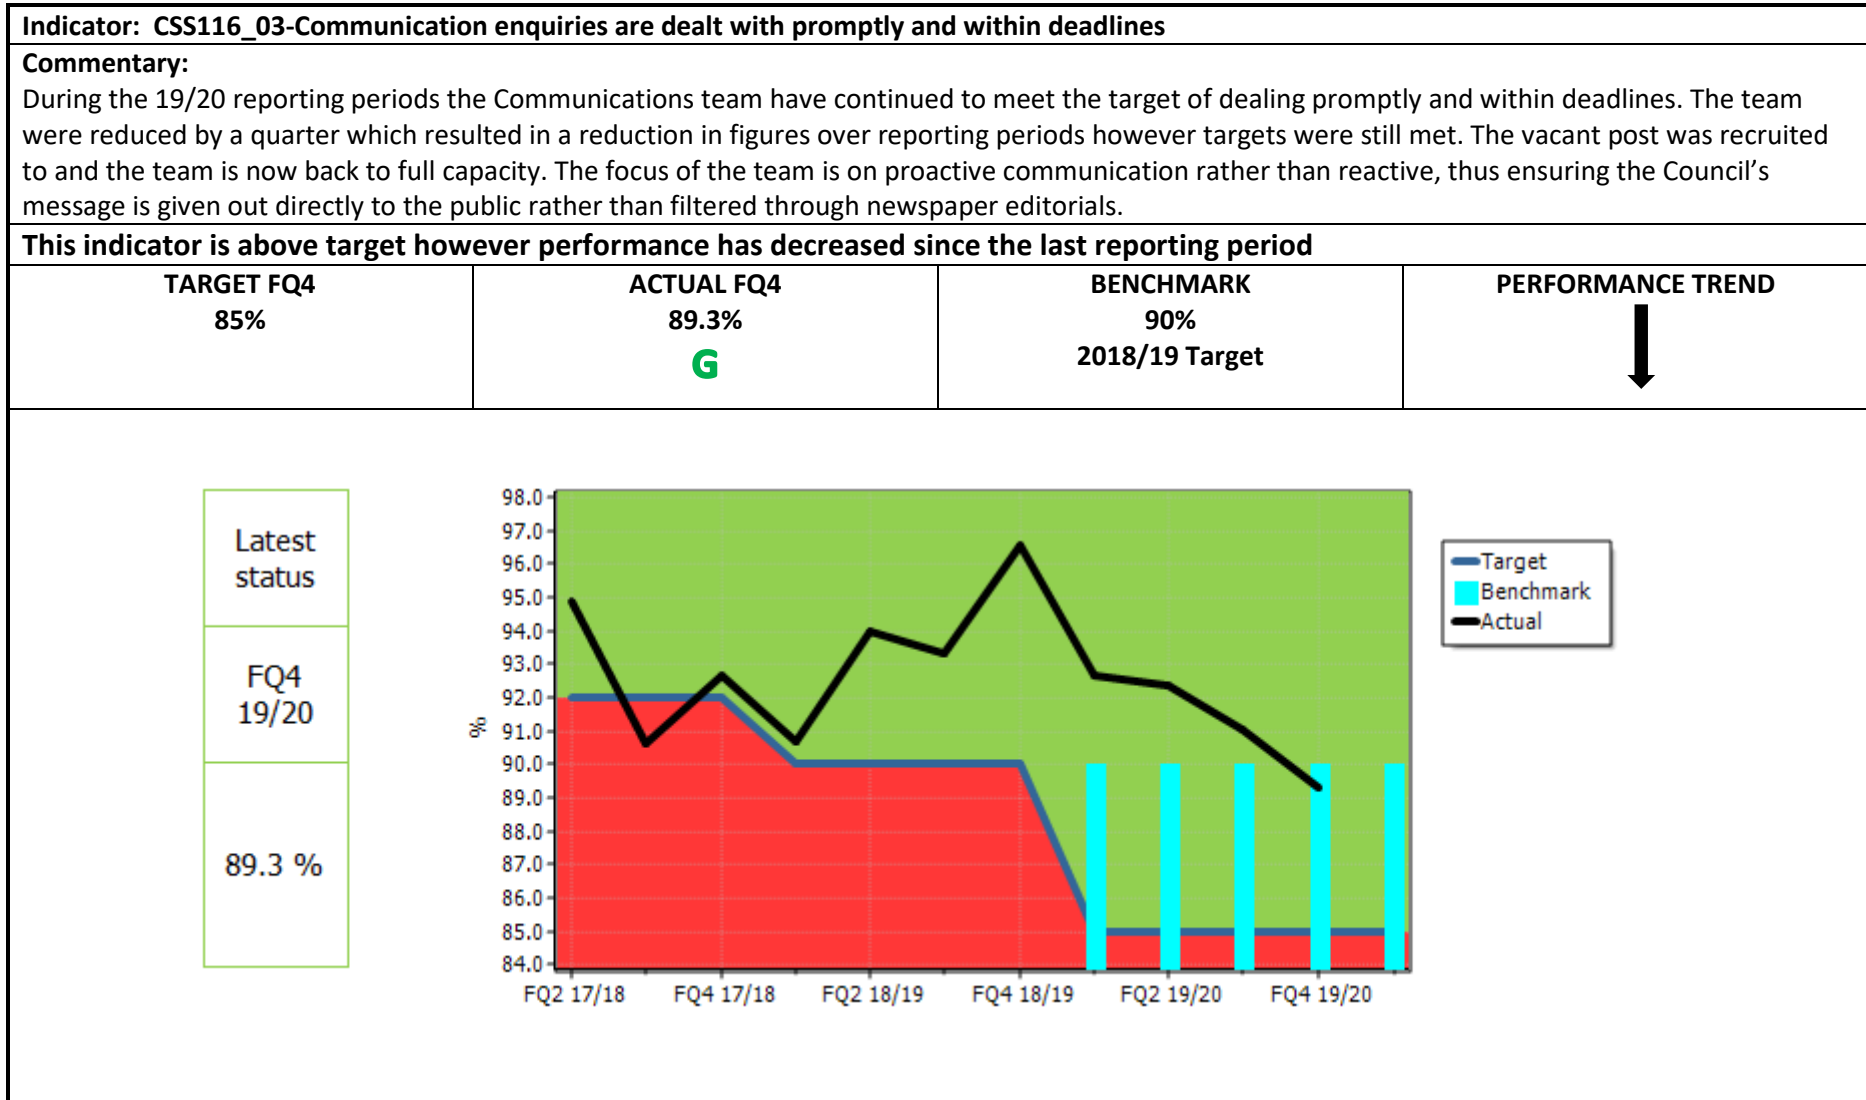 Indicator:  CSS116_03-Communication enquiries are dealt with promptly and within deadlines
Commentary:
During the 19/20 reporting periods the Communications team have continued to meet the target of dealing promptly and within deadlines. The team
were reduced by a quarter which resulted in a reduction in figures over reporting periods however targets were still met. The vacant post was recruited
to and the team is now back to full capacity. The focus of the team is on proactive communication rather than reactive, thus ensuring the Council’s
message is given out directly to the public rather than filtered through newspaper editorials.
This indicator is above target however performance has decreased since the last reporting period
TARGET FQ4
85%
ACTUAL FQ4
89.3%
G
BENCHMARK
90%
2018/19 Target
PERFORMANCE TREND
Latest
status
FQ4
19/20
89.3 %
%
98.0
97.0
96.0
95.0
94.0
93.0
92.0
91.0
90.0
89.0
88.0
87.0
86.0
85.0
84.0
FQ2 17/18
FQ4 17/18
FQ2 18/19
FQ4 18/19
FQ2 19/20
FQ4 19/20
Target
Benchmark
Actual